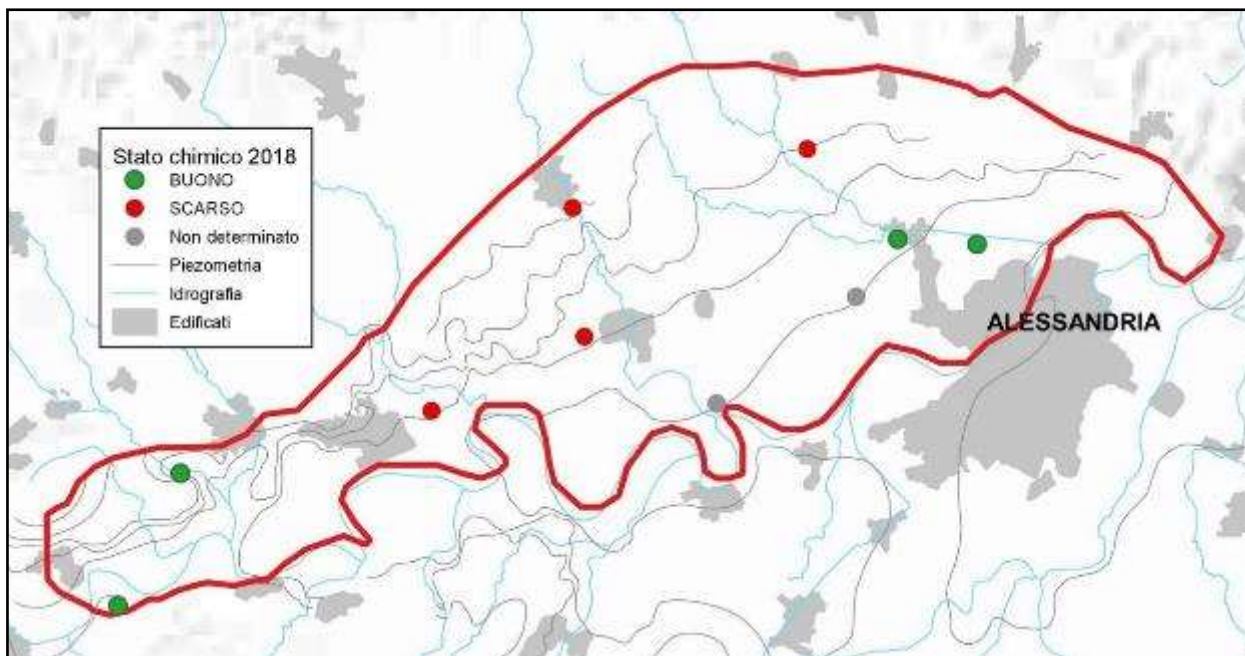 Stato chimico 2018
BUONO
SCARSO
Non determinato
Piezometria
Idrografia
Edificati
ALESSANDRIA